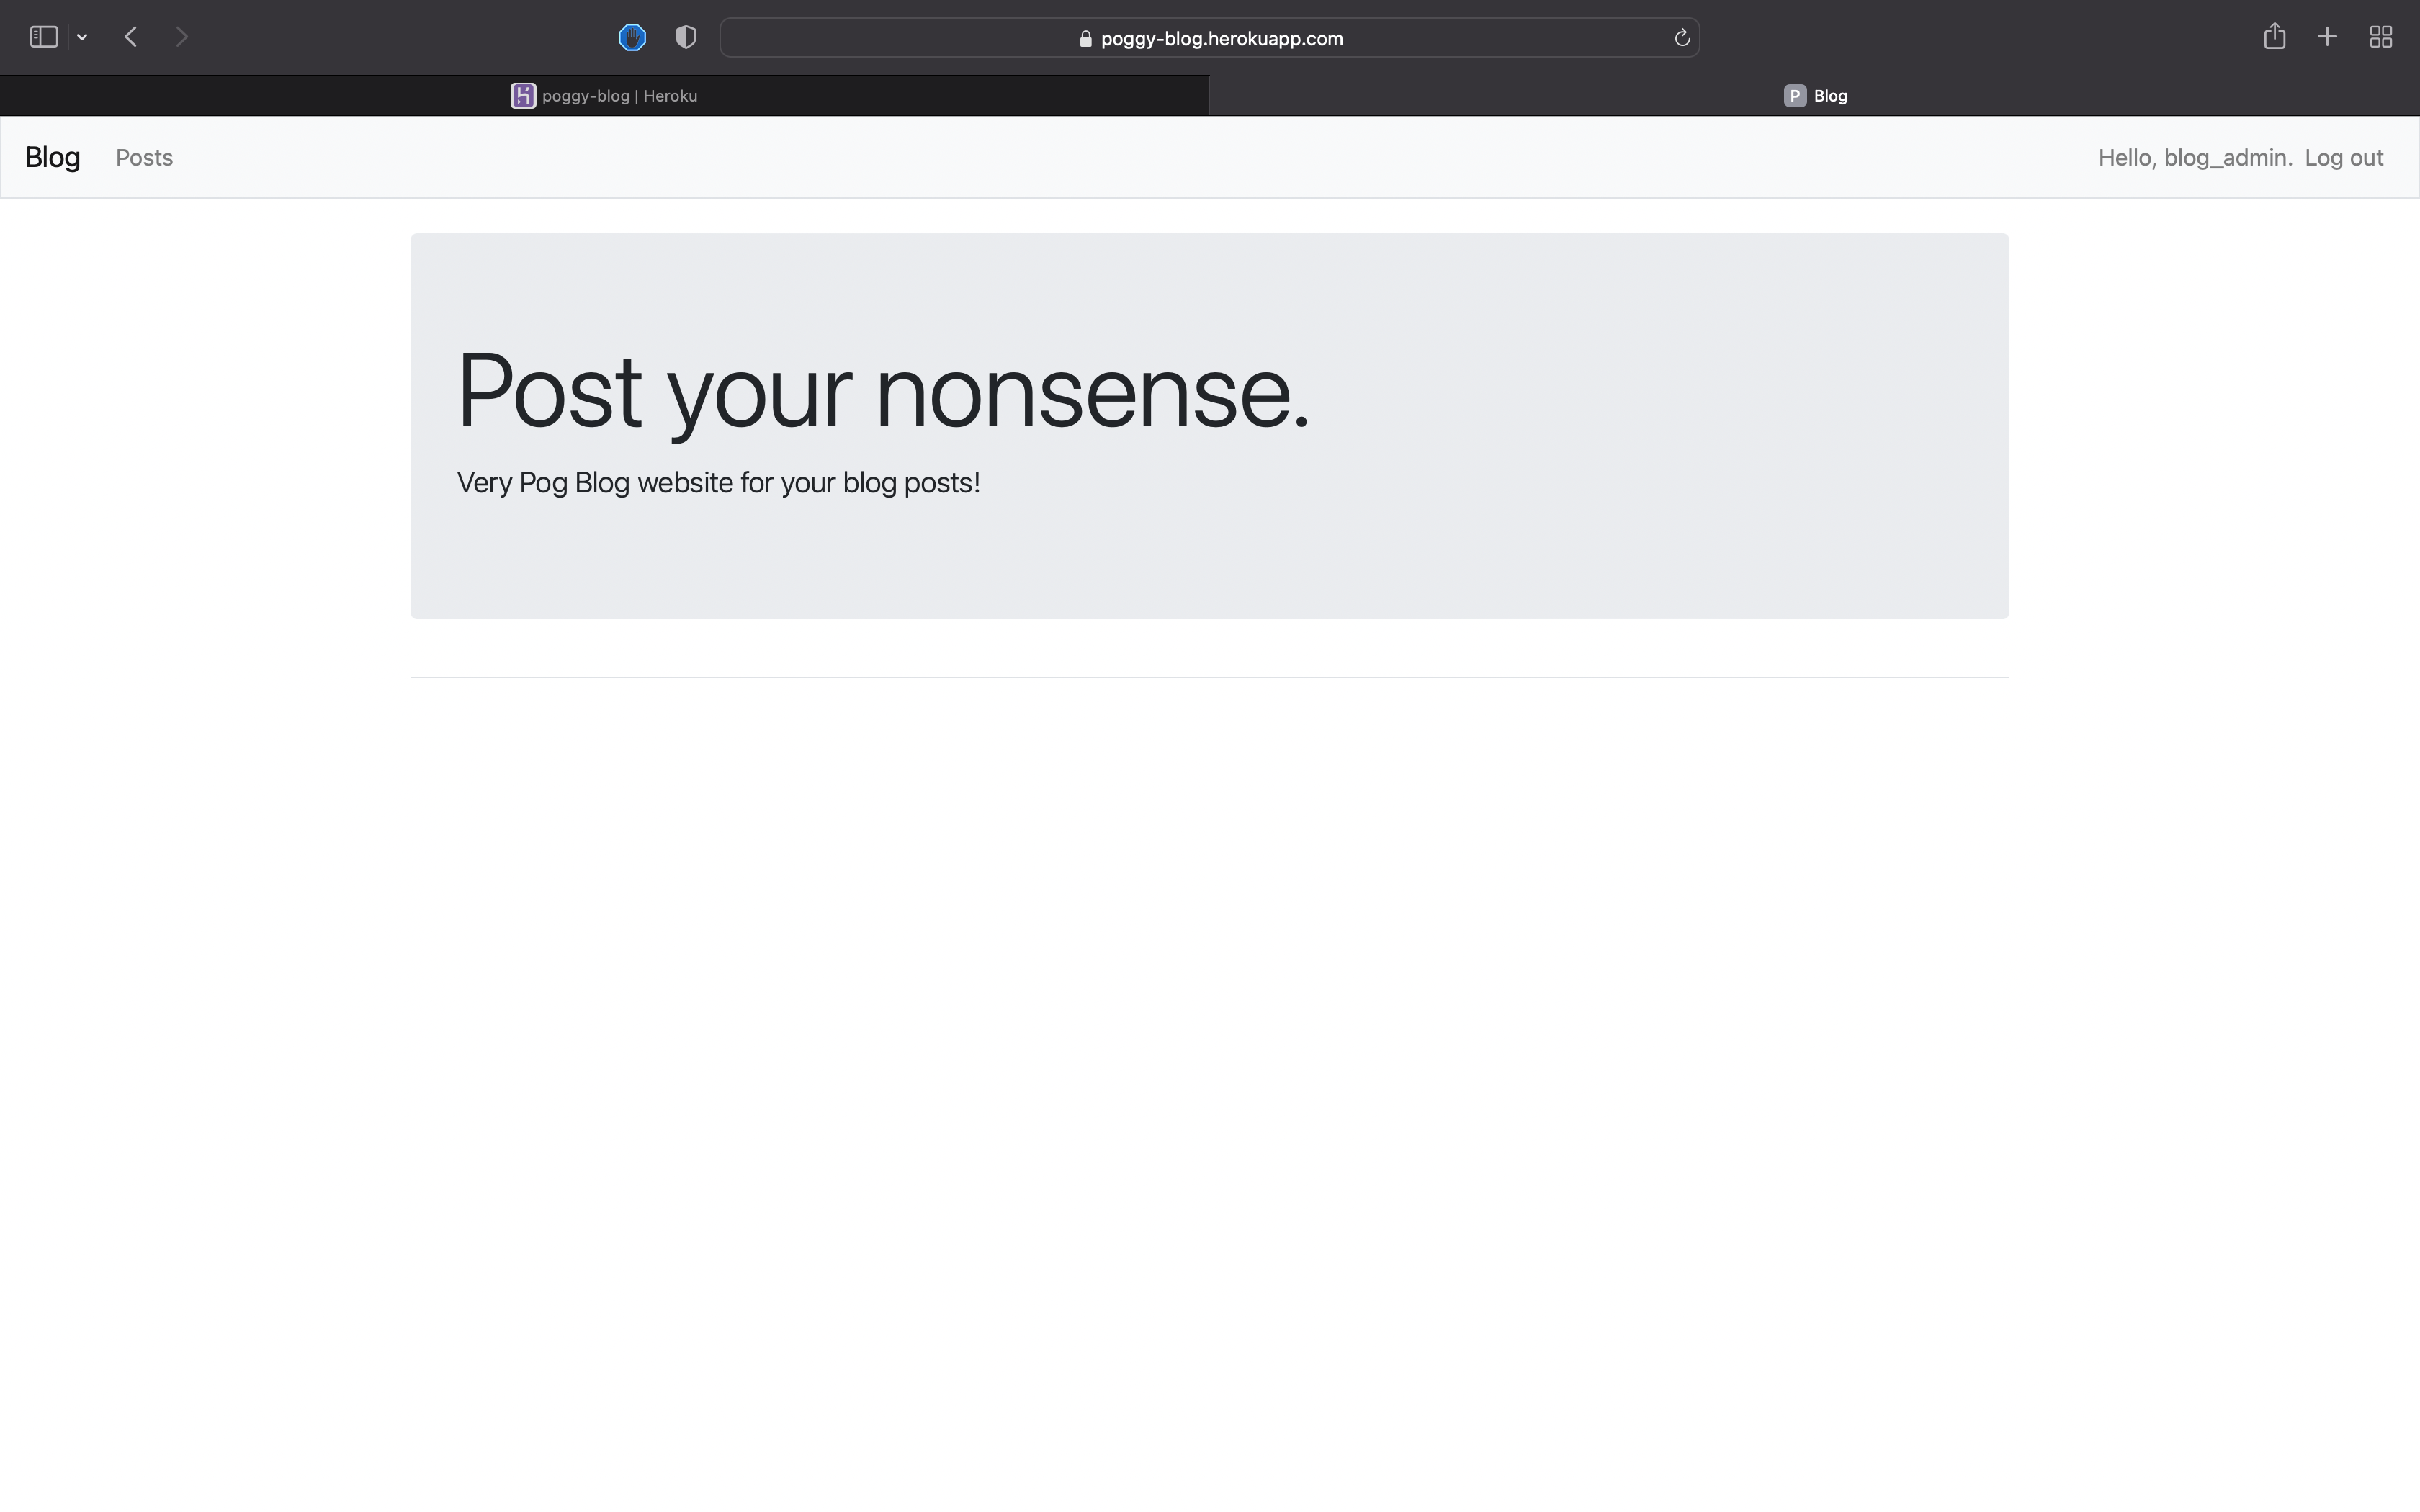 poggy-blog.herokuapp.com
poggy-blog | Heroku
P Blog
Blog Posts Hello, blog_admin. Log out
Post your nonsense.
Very Pog Blog website for your blog posts!